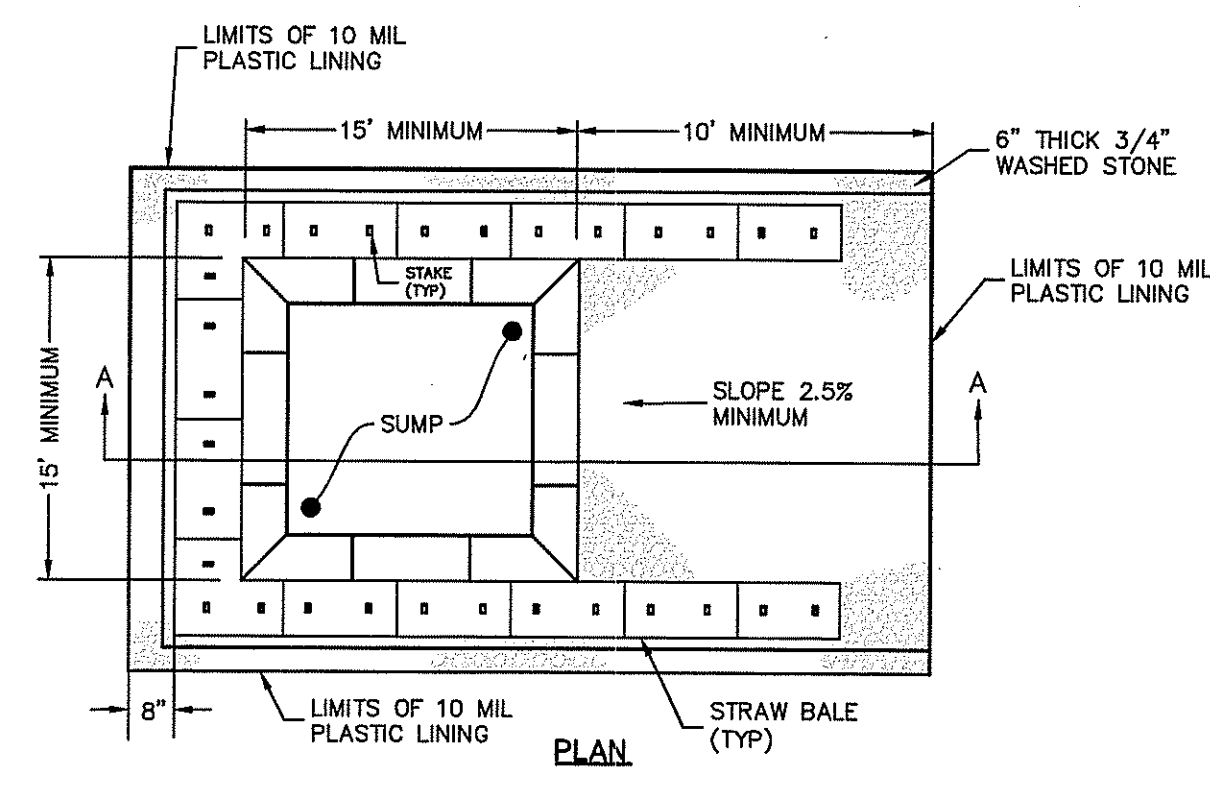 LIMITS OF 10 MIL
PLASTIC LINING
15' MINIMUM
10' MINIMUM
6" THICK 3/4"
WASHED STONE
STAKE
(TYP)
LIMITS OF 10 MIL
PLASTIC LINING
15' MINIMUM
A
SUMP
SLOPE 2.5%
MINIMUM
A
8"
LIMITS OF 10 MIL
PLASTIC LINING
STRAW BALE
(TYP)
PLAN